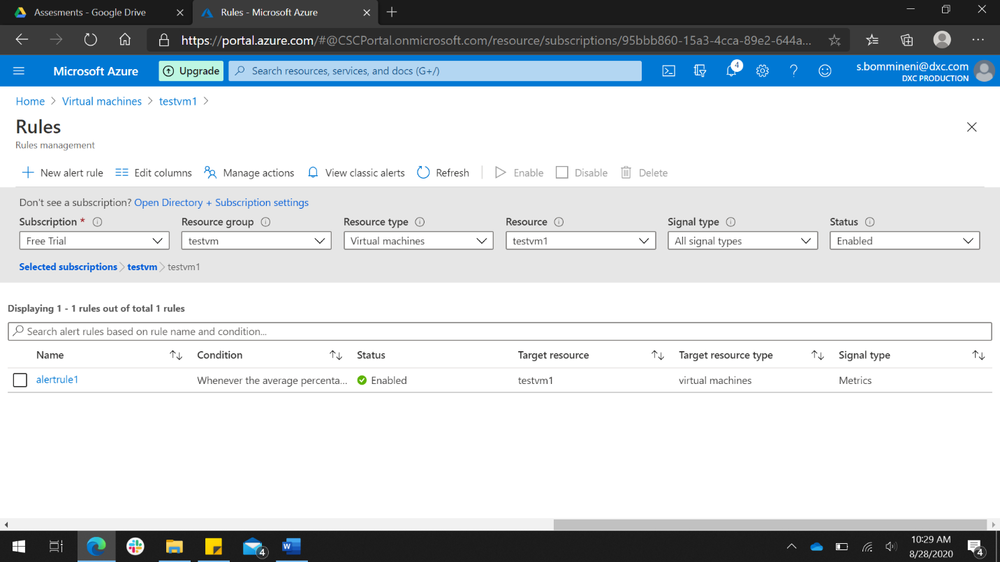 Assesments - Google Drive
Rules - Microsoft Azure
https://portal.azure.com/#@CSCPortal.onmicrosoft.com/resource/subscriptions/95bbb860-15a3-4cca-89e2-644a...
Microsoft Azure
Upgrade
Search resources, services, and docs (G+/)
4
s.bommineni@dxc.com
DXC PRODUCTION
Home > Virtual machines > testvm1 >
Rules
Rules management
New alert rule
Edit columns
Manage actions
View classic alerts
Refresh
Enable
Disable
Delete
Don't see a subscription? Open Directory + Subscription settings
Subscription * Resource group Resource type Resource Signal type Status
Free Trial testvm Virtual machines testvm1 All signal types Enabled
Selected subscriptions > testvm > testvm1
Displaying 1 - 1 rules out of total 1 rules
Search alert rules based on rule name and condition...
Name Condition Status Target resource Target resource type Signal type
alertrule1 Whenever the average percenta... Enabled testvm1 virtual machines Metrics
4
W
10:29 AM
8/28/2020
4